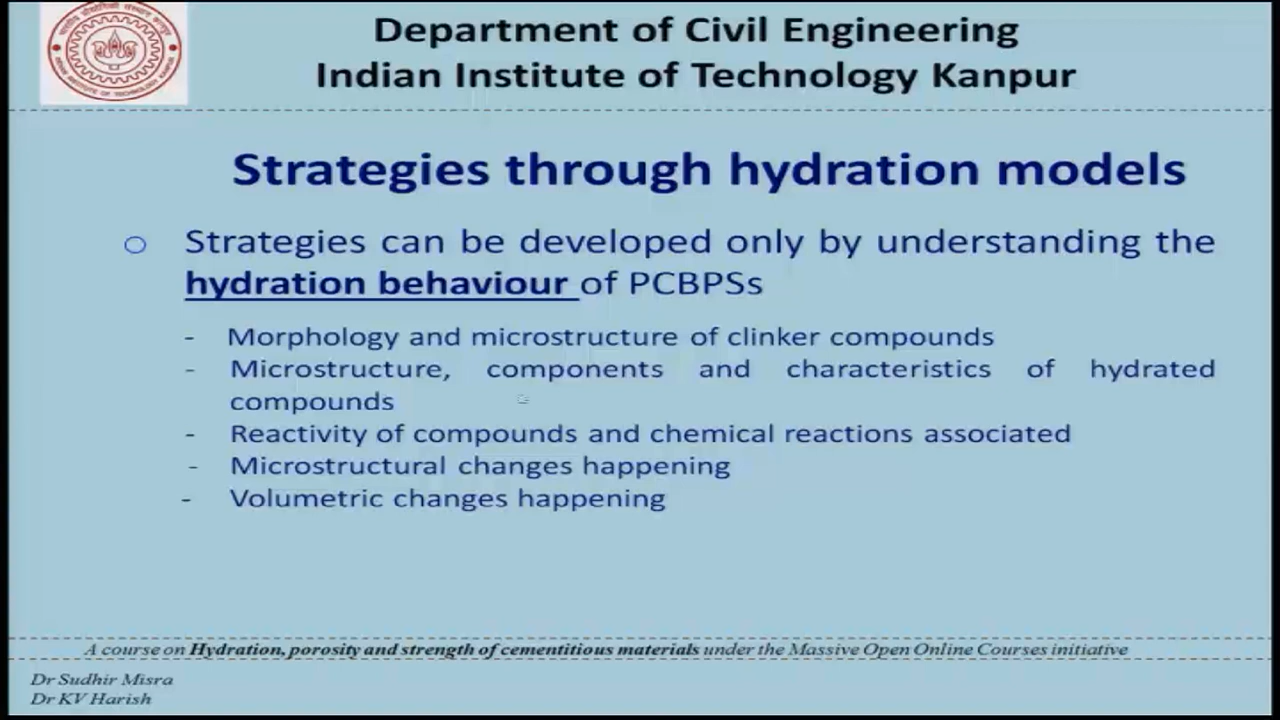 Department of Civil Engineering
Indian Institute of Technology Kanpur
Strategies through hydration models
○ Strategies can be developed only by understanding the
hydration behaviour of PCBPSs
- Morphology and microstructure of clinker compounds
- Microstructure, components and characteristics of hydrated
compounds
- Reactivity of compounds and chemical reactions associated
- Microstructural changes happening
- Volumetric changes happening
A course on Hydration, porosity and strength of cementitious materials under the Massive Open Online Courses initiative
Dr Sudhir Misra
Dr KV Harish